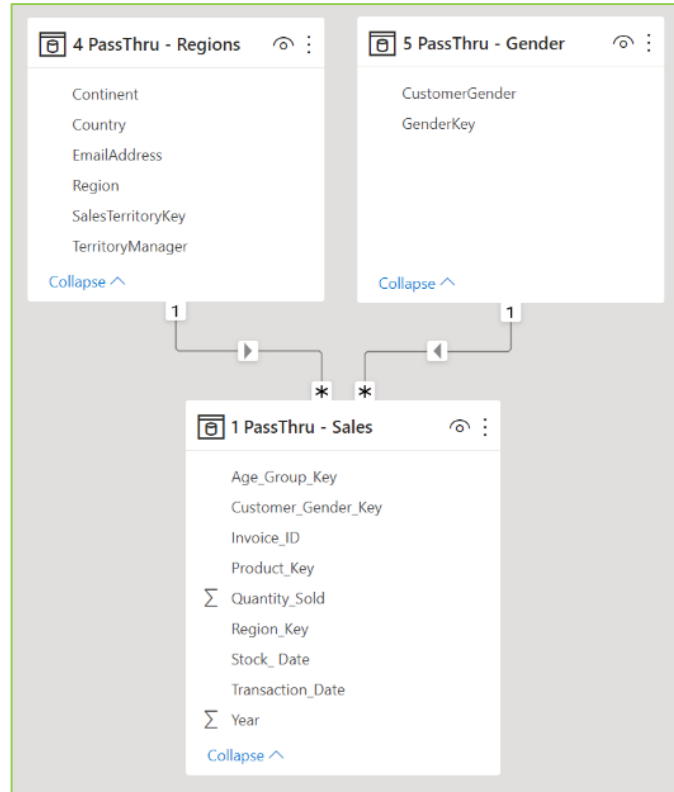 4 PassThru - Regions
Continent
Country
EmailAddress
Region
SalesTerritoryKey
TerritoryManager
Collapse
5 PassThru - Gender
CustomerGender
GenderKey
Collapse
1
1
*
*
1 PassThru - Sales
Age_Group_Key
Customer_Gender_Key
Invoice_ID
Product_Key
∑ Quantity_Sold
Region_Key
Stock_ Date
Transaction_Date
∑ Year
Collapse